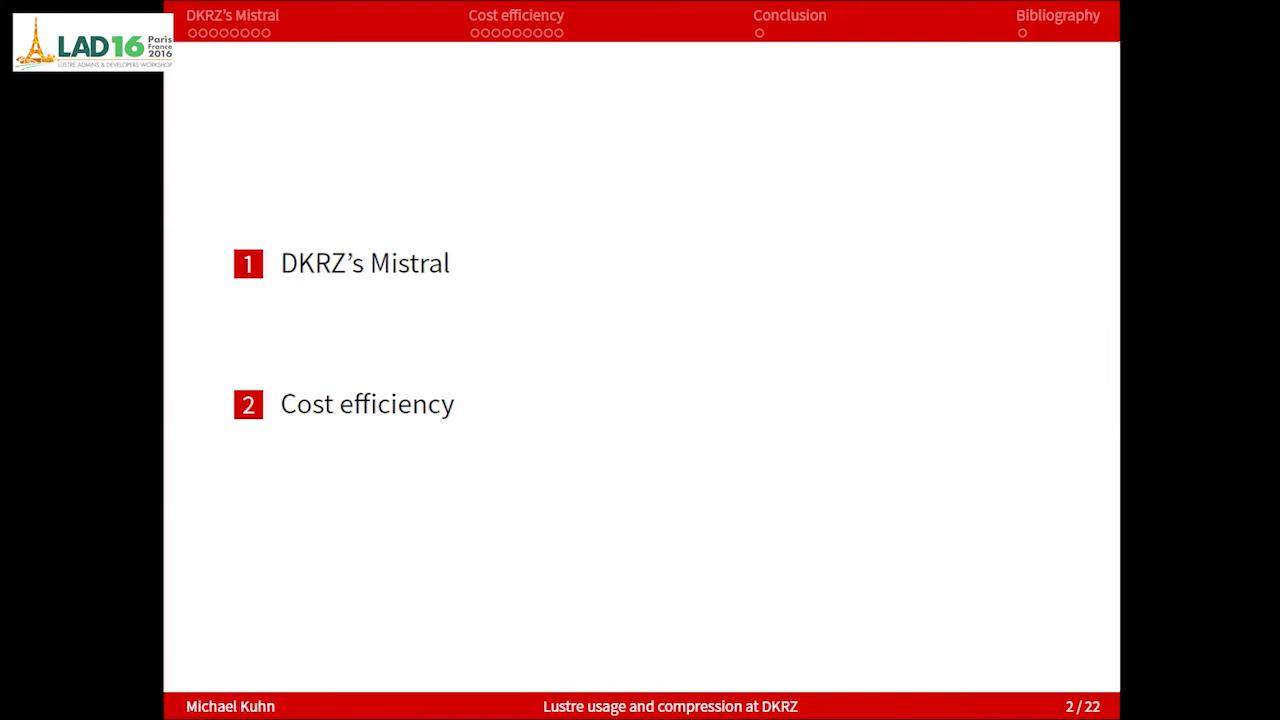 DKRZ's Mistral Cost efficiency Conclusion Bibliography
LAD16 Paris France 2016
LUSTRE ADMINS & DEVELOPERS WORKSHOP
1 DKRZ's Mistral
2 Cost efficiency
Michael Kuhn Lustre usage and compression at DKRZ 2 / 22